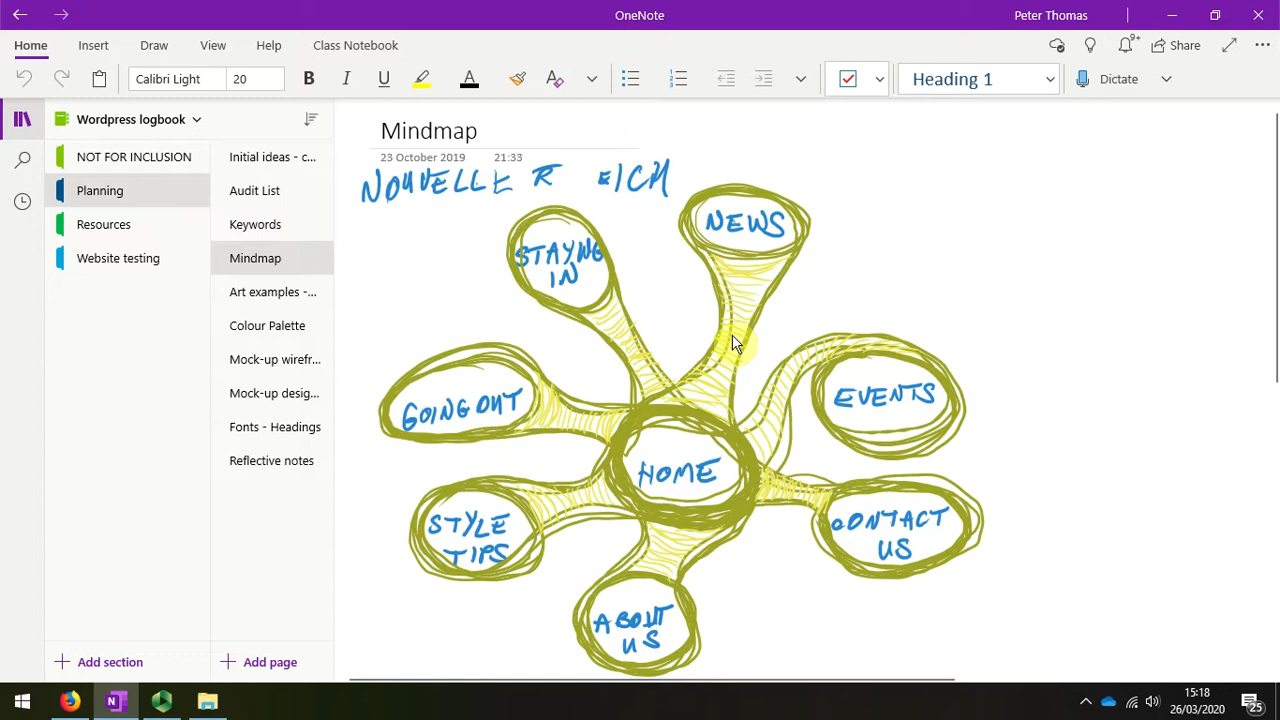 OneNote
Peter Thomas
Home Insert Draw View Help Class Notebook
9+ Share
Calibri Light 20 B I U A Heading 1 Dictate
Wordpress logbook
NOT FOR INCLUSION
Planning
Resources
Website testing
Add section
Initial ideas - c...
Audit List
Keywords
Mindmap
Art examples -...
Colour Palette
Mock-up wirefr...
Mock-up desig...
Fonts - Headings
Reflective notes
Add page
Mindmap
23 October 2019 21:33
NOUVELLE
NEWS
STAYING
IN
EVENTS
GOING OUT
HOME
CONTACT
US
STYLE
TIPS
ABOUT
US
15:18
26/03/2020
25